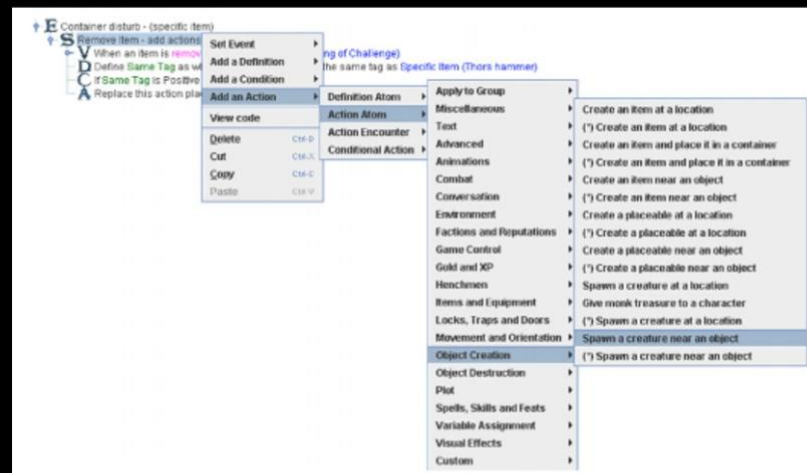 E Container disturb - (specific item)
S Remove Item - add actions
V When an item is remov
ng of Challenge)
D Define Same Tag as w
the same tag as Specific Item (Thors hammer)
C If Same Tag is Positive
A Replace this action pla
Set Event
Add a Definition
Add a Condition
Add an Action
View code
Delete Ctrl-D
Cut Ctrl-X
Copy Ctrl-C
Paste Ctrl-V
Definition Atom
Action Atom
Action Encounter
Conditional Action
Apply to Group
Miscellaneous
Text
Advanced
Animations
Combat
Conversation
Environment
Factions and Reputations
Game Control
Gold and XP
Henchmen
Items and Equipment
Locks, Traps and Doors
Movement and Orientation
Object Creation
Object Destruction
Plot
Spells, Skills and Feats
Variable Assignment
Visual Effects
Custom
Create an item at a location
(*) Create an item at a location
Create an item and place it in a container
(*) Create an item and place it in a container
Create an item near an object
(*) Create an item near an object
Create a placeable at a location
(*) Create a placeable at a location
Create a placeable near an object
(*) Create a placeable near an object
Spawn a creature at a location
Give monk treasure to a character
(*) Spawn a creature at a location
Spawn a creature near an object
(*) Spawn a creature near an object